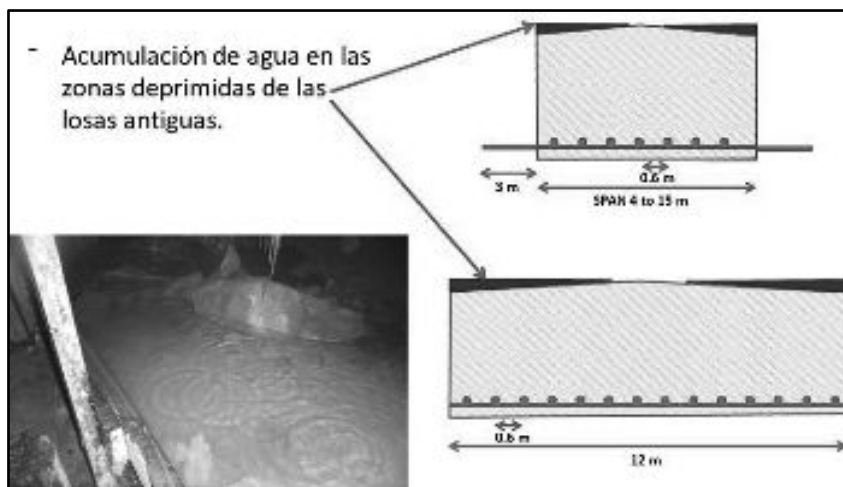 - Acumulación de agua en las
zonas deprimidas de las
losas antiguas.
0.6 m
3 m
SPAN 4 to 15 m
0.6 m
12 m